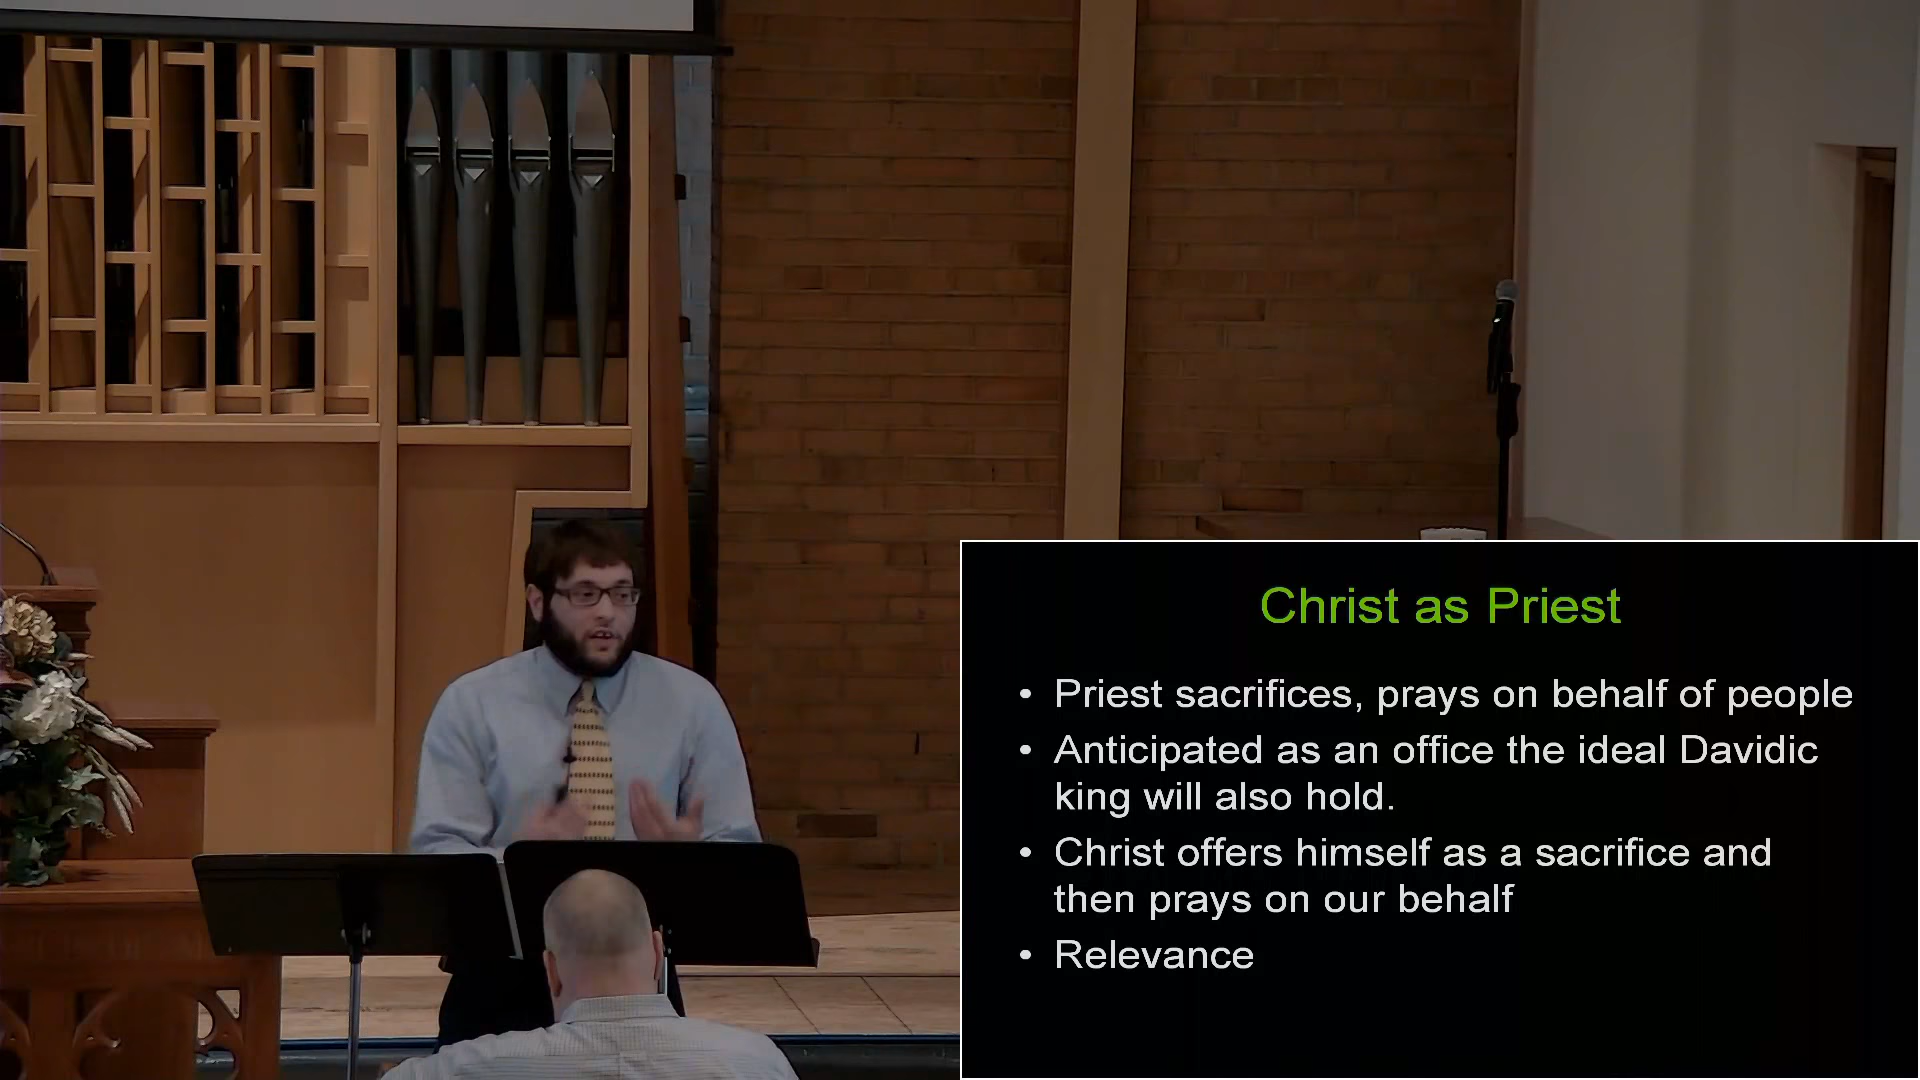 Christ as Priest
• Priest sacrifices, prays on behalf of people
• Anticipated as an office the ideal Davidic
king will also hold.
• Christ offers himself as a sacrifice and
then prays on our behalf
• Relevance